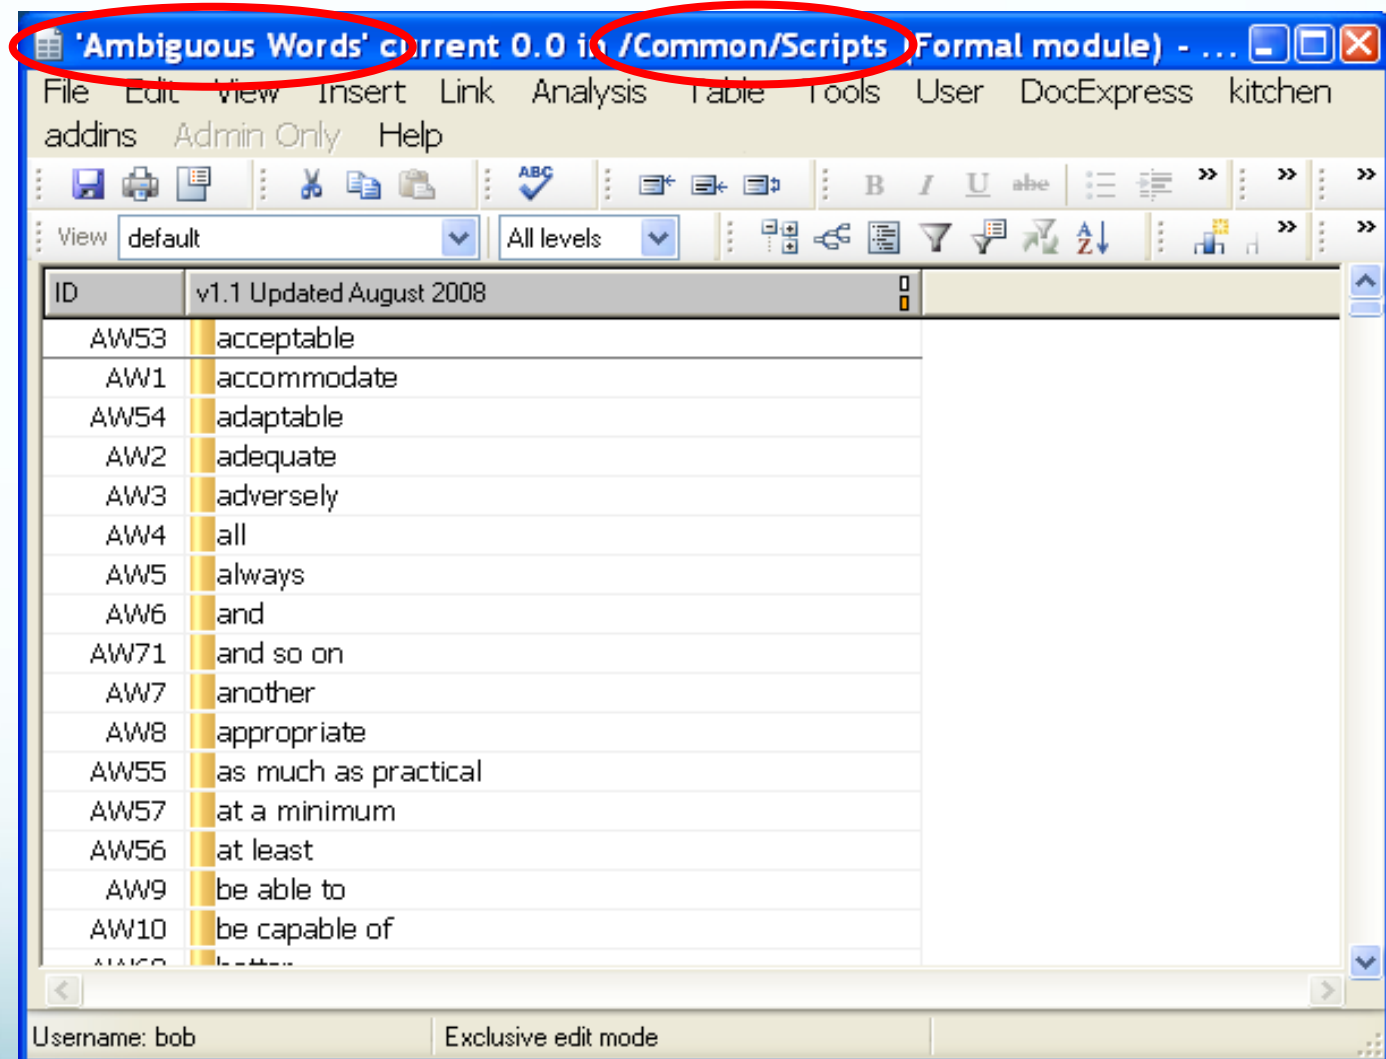 'Ambiguous Words' current 0.0 in /Common/Scripts (Formal module) - ...
File Edit View Insert Link Analysis Table Tools User DocExpress kitchen
addins Admin Only Help
ABC B I U abe » » »
View default All levels A Z » »
ID v1.1 Updated August 2008
AW53 acceptable
AW1 accommodate
AW54 adaptable
AW2 adequate
AW3 adversely
AW4 all
AW5 always
AW6 and
AW71 and so on
AW7 another
AW8 appropriate
AW55 as much as practical
AW57 at a minimum
AW56 at least
AW9 be able to
AW10 be capable of
Username: bob Exclusive edit mode